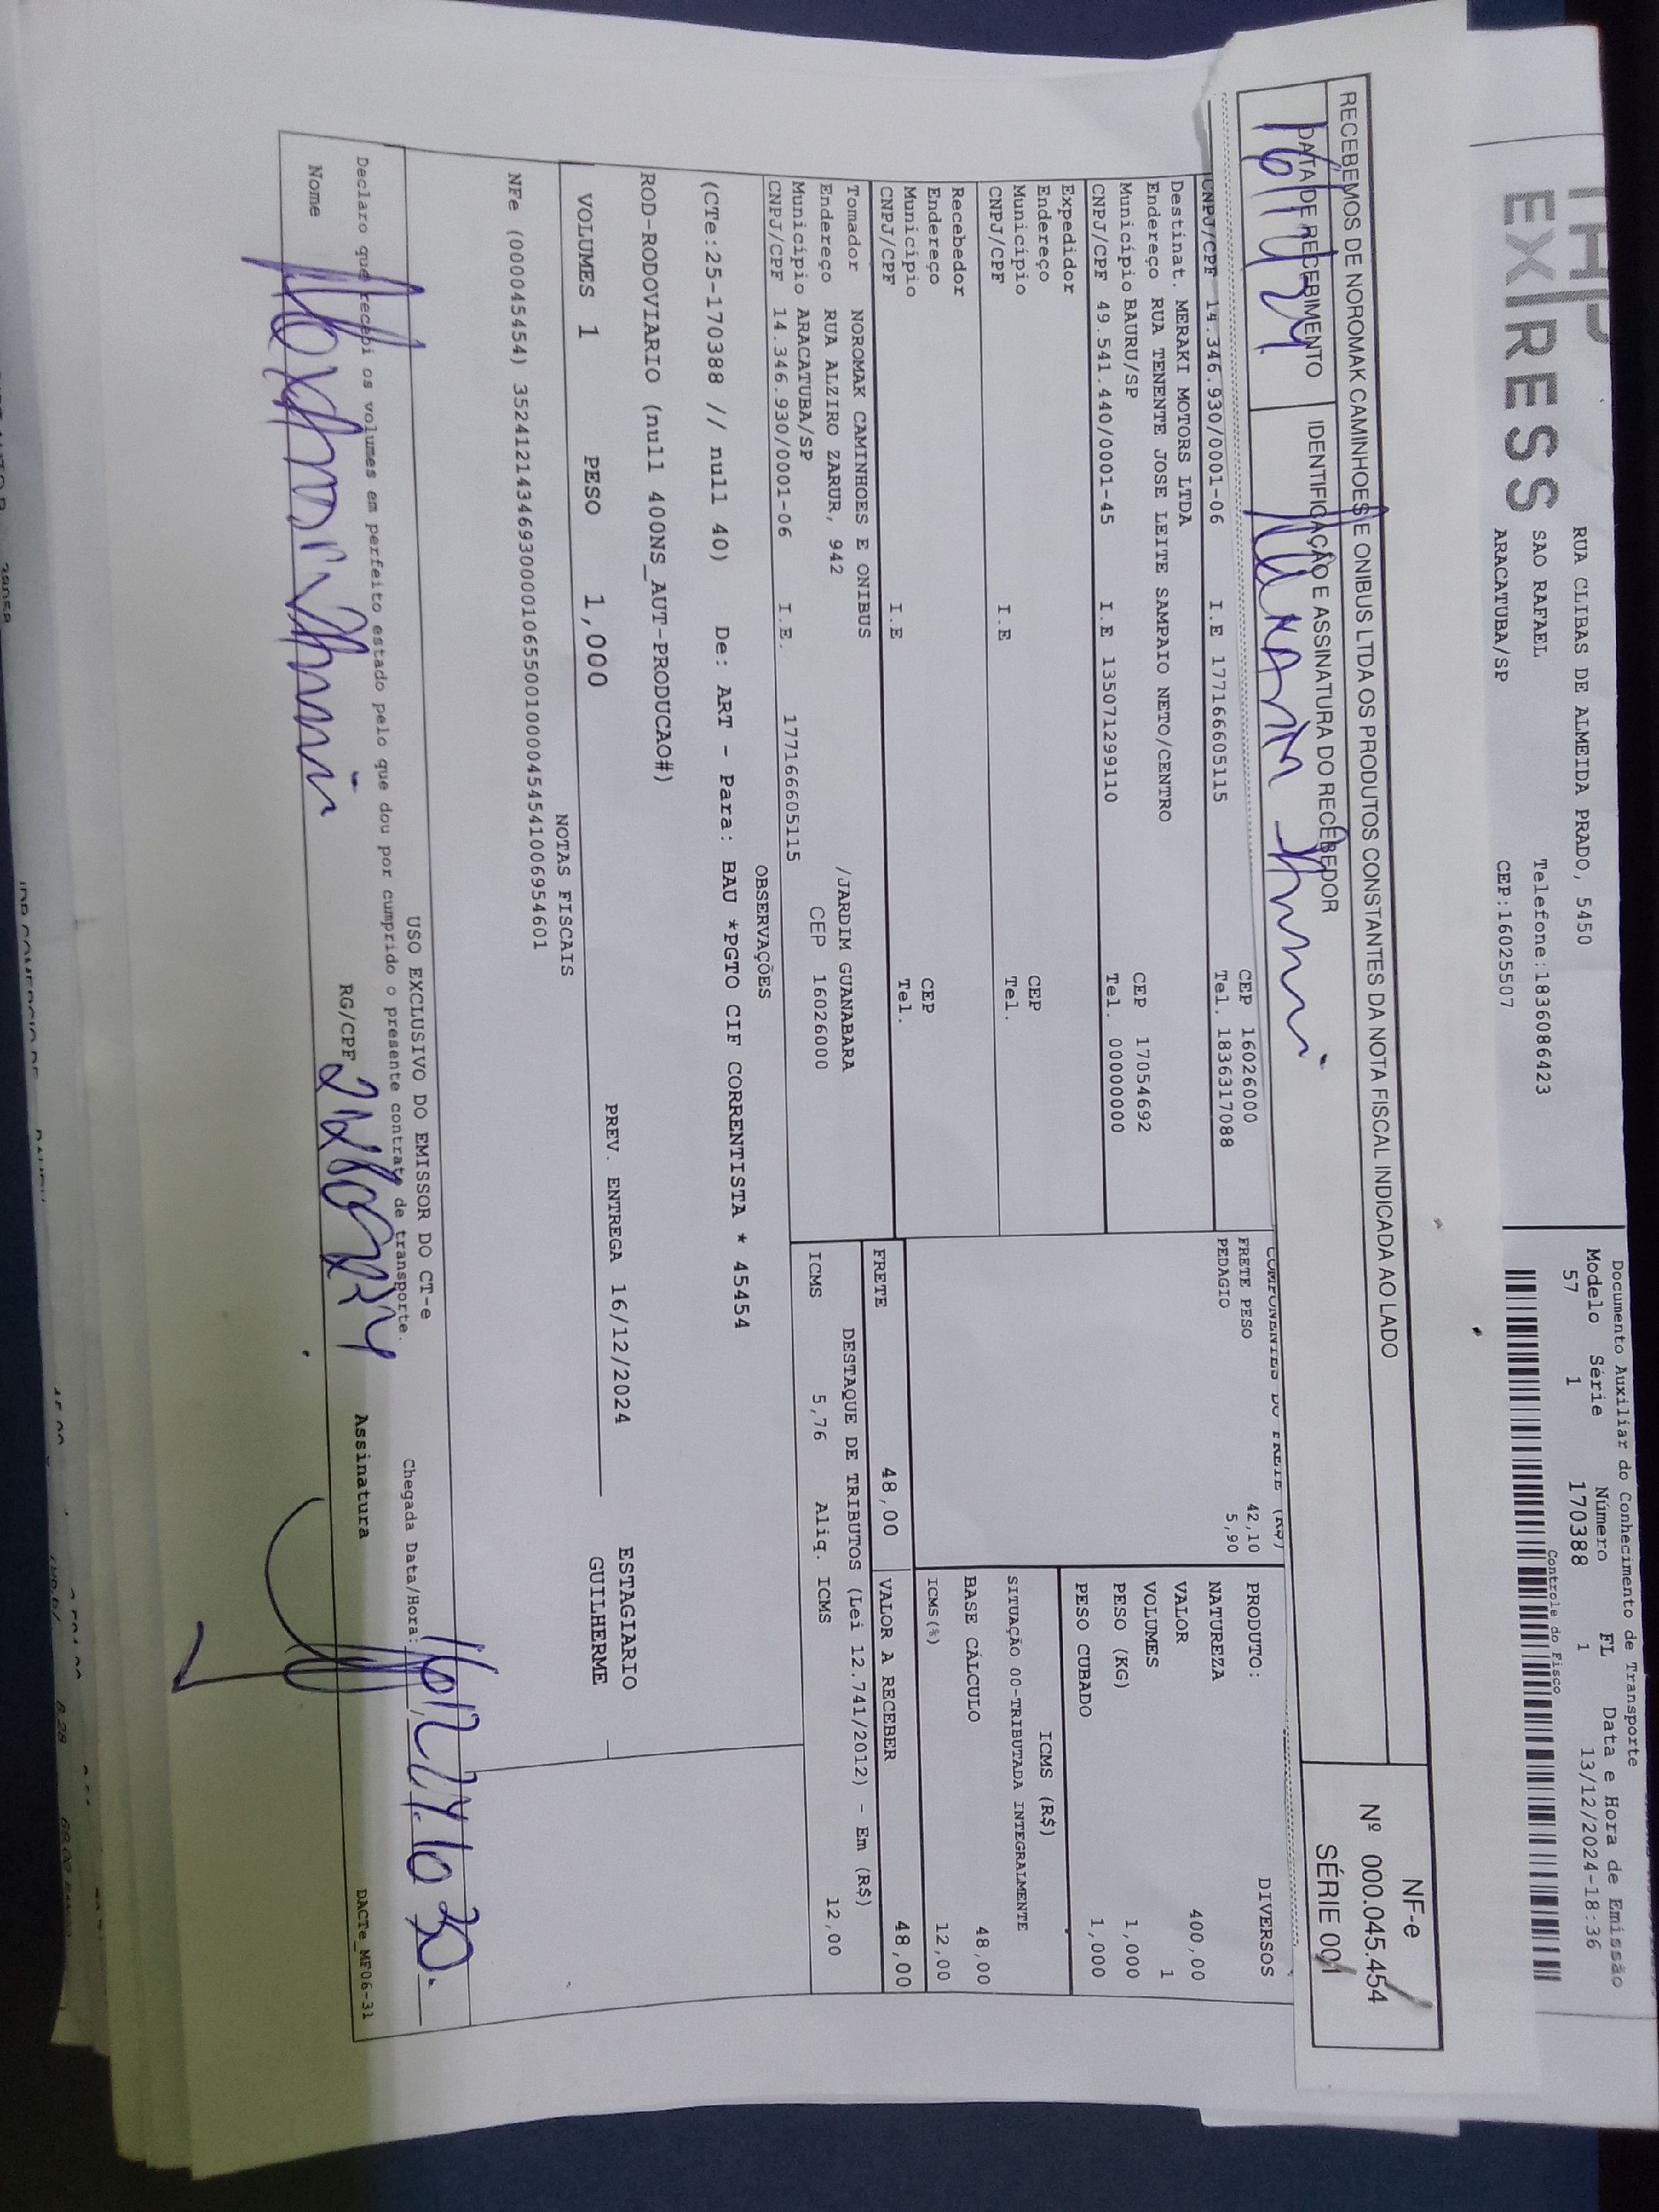 EXPRESS
RUA CLIBAS DE ALMEIDA PRADO, 5450
SAO RAFAEL Telefone:1836086423
ARACATUBA/SP CEP:16025507
Documento Auxiliar do Conhecimento de Transporte
Modelo Série Número FL Data e Hora de Emissão
57 1 170388 1 13/12/2024-18:36
Controle do Fisco
RECEBEMOS DE NOROMAK CAMINHOES E ONIBUS LTDA OS PRODUTOS CONSTANTES DA NOTA FISCAL INDICADA AO LADO
DATA DE RECEBIMENTO IDENTIFICAÇÃO E ASSINATURA DO RECEBEDOR
NF-e
Nº 000.045.454
SÉRIE 001
CEP 16026000
CNPJ/CPF 14.346.930/0001-06 I.E 177166605115 Tel. 1836317088
Destinat. MERAKI MOTORS LTDA
Endereço RUA TENENTE JOSE LEITE SAMPAIO NETO/CENTRO
Município BAURU/SP CEP 17054692
CNPJ/CPF 49.541.440/0001-45 I.E 135071299110 Tel. 00000000
Expedidor
Endereço
Município CEP
CNPJ/CPF I.E Tel.
Recebedor
Endereço
Município CEP
CNPJ/CPF I.E Tel.
Tomador NOROMAK CAMINHOES E ONIBUS
Endereço RUA ALZIRO ZARUR, 942 /JARDIM GUANABARA
Município ARACATUBA/SP CEP 16026000
CNPJ/CPF 14.346.930/0001-06 I.E. 177166605115
COMPONENTES DO FRETE (R$)
FRETE PESO 42,10
PEDAGIO 5,90
FRETE 48,00
PRODUTO: DIVERSOS
NATUREZA
VALOR 400,00
VOLUMES 1
PESO (KG) 1,000
PESO CUBADO 1,000
ICMS (R$)
SITUAÇÃO 00-TRIBUTADA INTEGRALMENTE
BASE CÁLCULO 48,00
ICMS(%) 12,00
VALOR A RECEBER 48,00
DESTAQUE DE TRIBUTOS (Lei 12.741/2012) - Em (R$)
ICMS 5,76 Aliq. ICMS 12,00
OBSERVAÇÕES
(CTe:25-170388 // null 40) De: ART - Para: BAU *PGTO CIF CORRENTISTA * 45454
ROD-RODOVIARIO (null 400NS_AUT-PRODUCAO#)
VOLUMES 1 PESO 1,000 PREV. ENTREGA 16/12/2024
ESTAGIARIO
GUILHERME
NOTAS FISCAIS
NFe (000045454) 35241214346930000106550010000454541006954601
USO EXCLUSIVO DO EMISSOR DO CT-e
Declaro que recebi os volumes em perfeito estado pelo que dou por cumprido o presente contrato de transporte.
Chegada Data/Hora:
Nome RG/CPF Assinatura
DACTe_MF06-31